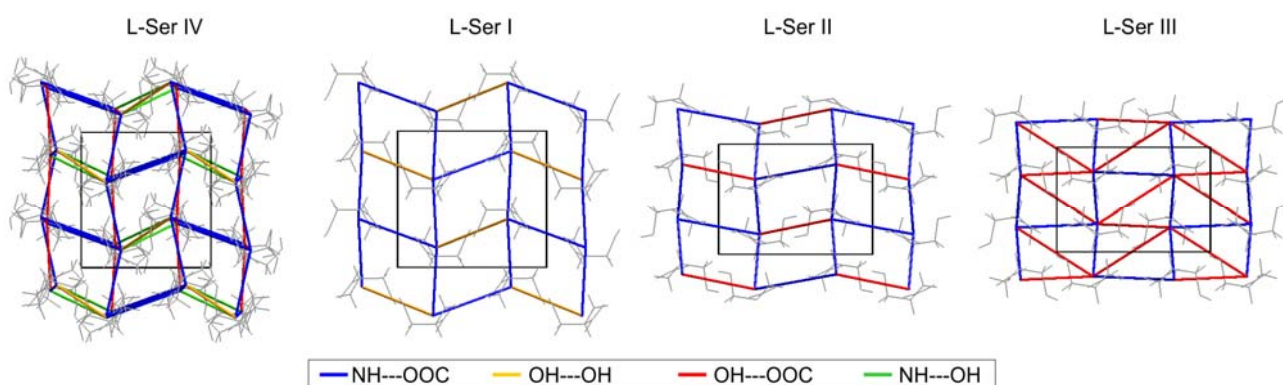 L-Ser IV L-Ser I L-Ser II L-Ser III
NH---OOC OH---OH OH---OOC NH---OH